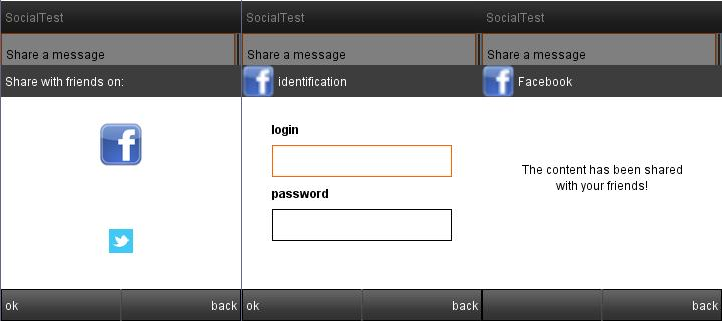 SocialTest
Share a message
Share with friends on:
ok
back
SocialTest
Share a message
identification
login
password
ok
back
SocialTest
Share a message
Facebook
The content has been shared
with your friends!
back